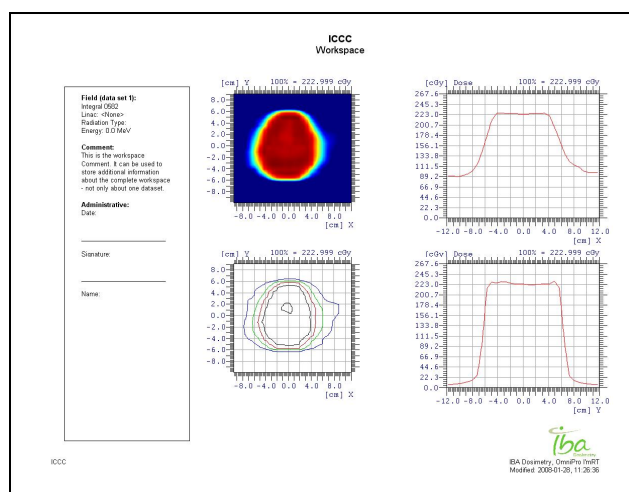 ICCC
Workspace
Field (data set 1):
Integral 0582
Linac: <None>
Radiation Type:
Energy: 0.0 MeV
Comment:
This is the workspace
Comment. It can be used to
store additional information
about the complete workspace
- not only about one dataset.
Administrative:
Date:
Signature:
Name:
[cm] Y 100% = 222.999 cGy
8.0
6.0
4.0
2.0
0.0
-2.0
-4.0
-6.0
-8.0
-8.0 -4.0 0.0 4.0 8.0
[cm] X
[cGy] Dose 100% = 222.999 cGy
267.6
245.3
223.0
200.7
178.4
156.1
133.8
111.5
89.2
66.9
44.6
22.3
0.0
-12.0 -8.0 -4.0 0.0 4.0 8.0 12.0
[cm] X
[cm] Y 100% = 222.999 cGy
8.0
6.0
4.0
2.0
0.0
-2.0
-4.0
-6.0
-8.0
-8.0 -4.0 0.0 4.0 8.0
[cm] X
[cGy] Dose 100% = 222.999 cGy
267.6
245.3
223.0
200.7
178.4
156.1
133.8
111.5
89.2
66.9
44.6
22.3
0.0
-12.0 -8.0 -4.0 0.0 4.0 8.0 12.0
[cm] Y
iba
Dosimetry
ICCC
IBA Dosimetry, OmniPro I'mRT
Modified: 2008-01-28, 11:26:36